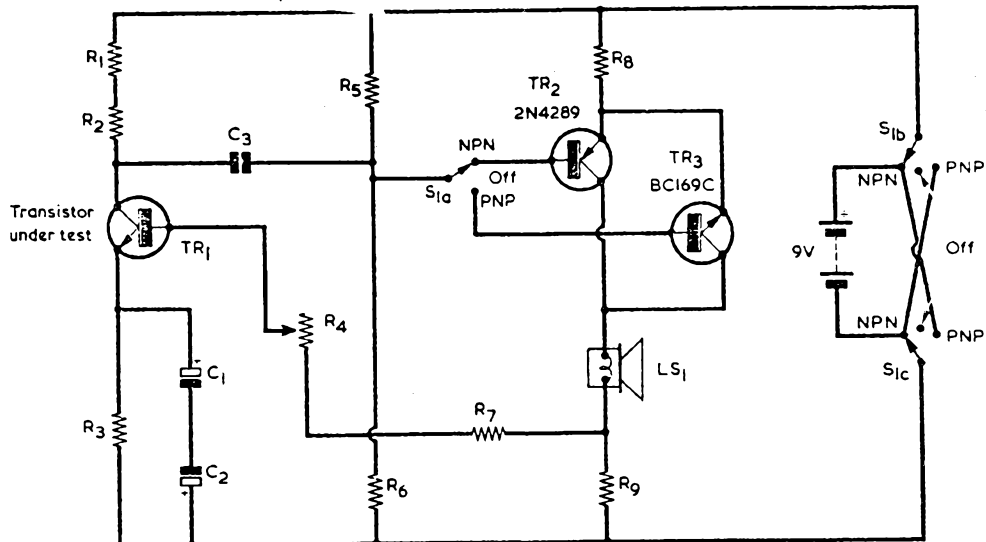 R1
R2
C3
Transistor
under test
TR1
R3
C1
+
C2
+
R4
R5
R6
R7
S1a
NPN
Off
PNP
TR2
2N4289
R8
TR3
BC169C
LS1
R9
9V
+
S1b
NPN
PNP
Off
NPN
PNP
S1c